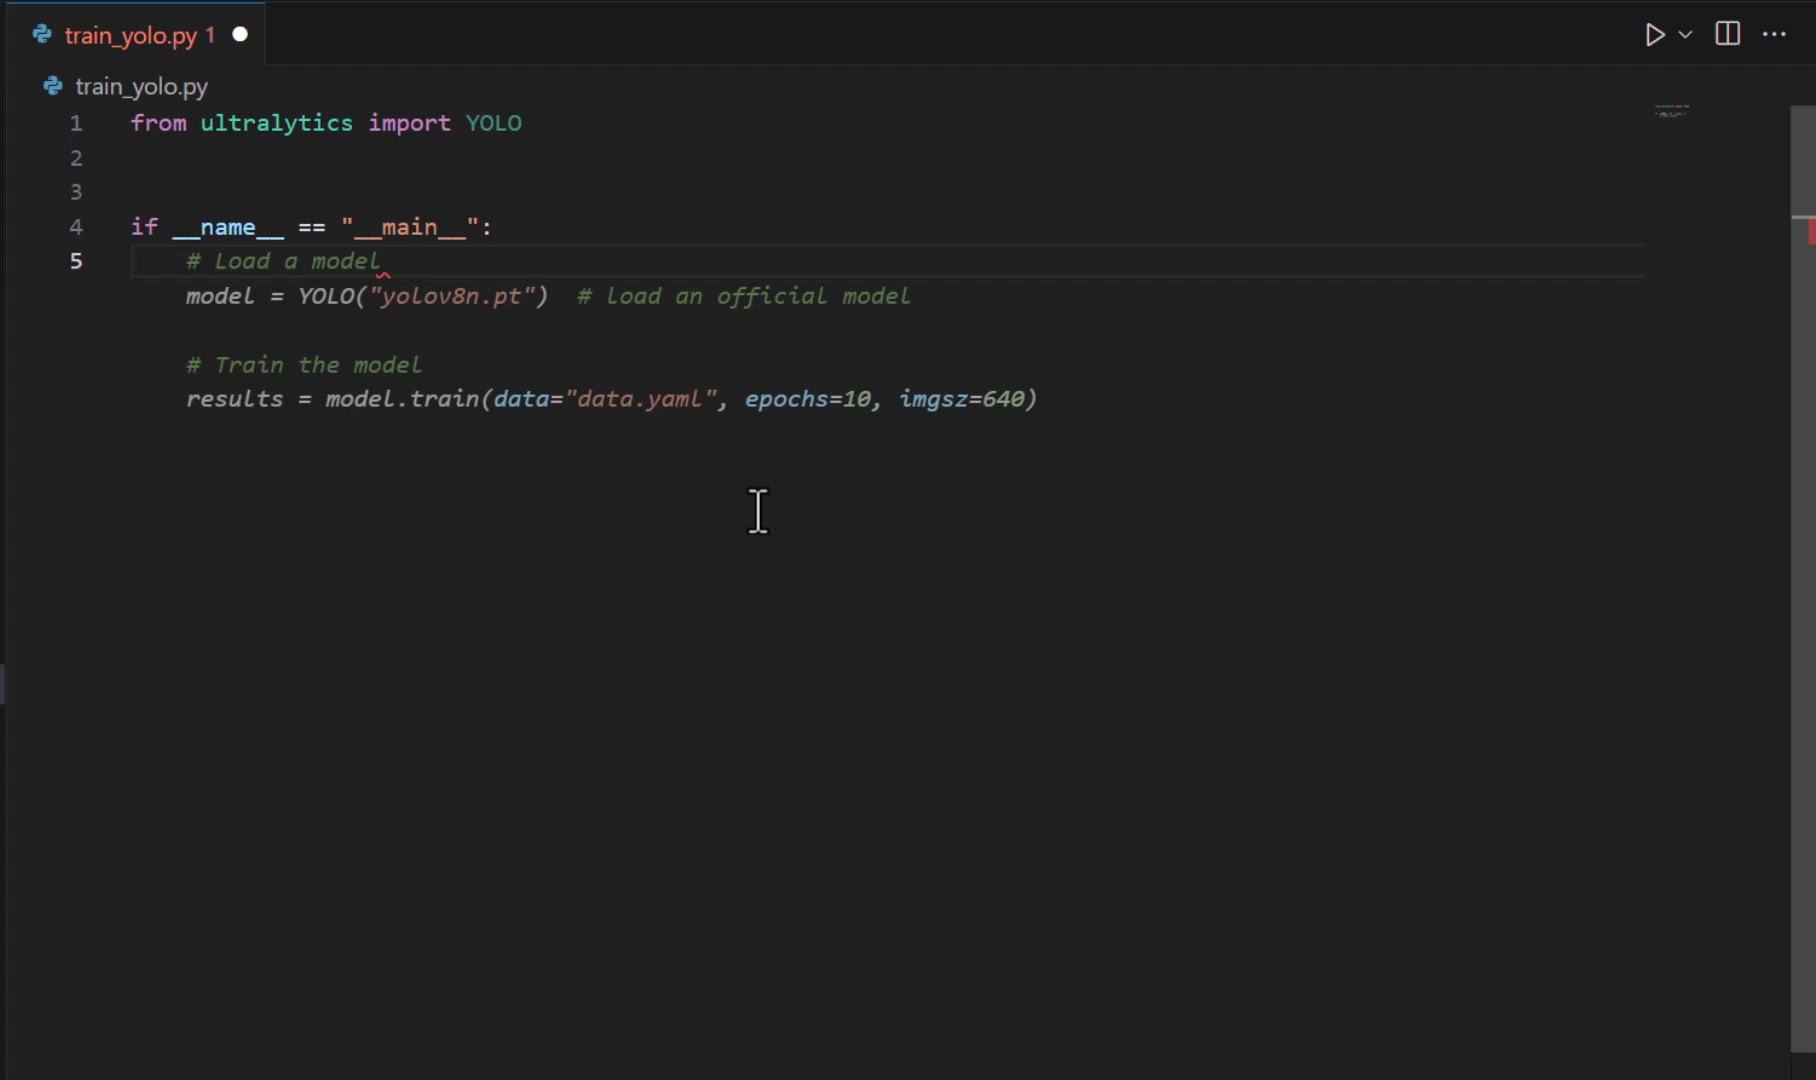 train_yolo.py 1
train_yolo.py
1 from ultralytics import YOLO
2
3
4 if __name__ == "__main__":
5 # Load a model
model = YOLO("yolov8n.pt")  # load an official model
# Train the model
results = model.train(data="data.yaml", epochs=10, imgsz=640)